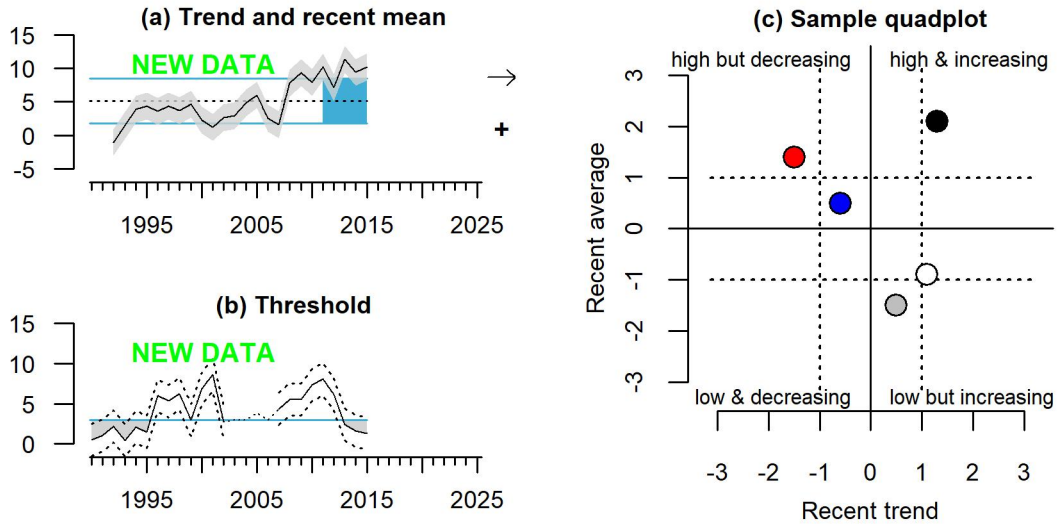 (a) Trend and recent mean
15
10
5
0
-5
NEW DATA
→
+
1995 2005 2015 2025
(b) Threshold
15
10
5
0
NEW DATA
1995 2005 2015 2025
(c) Sample quadplot
high but decreasing high & increasing
3
2
1
0
-1
-2
-3
Recent average
low & decreasing low but increasing
-3 -2 -1 0 1 2 3
Recent trend